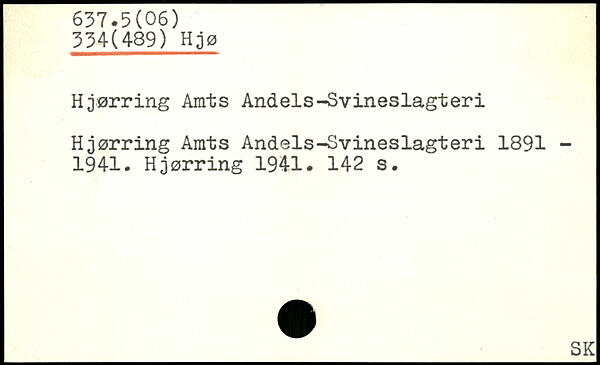 637.5(06)
334(489) Hjø
Hjørring Amts Andels-Svineslagteri
Hjørring Amts Andels-Svineslagteri 1891 -
1941. Hjørring 1941. 142 s.
SK